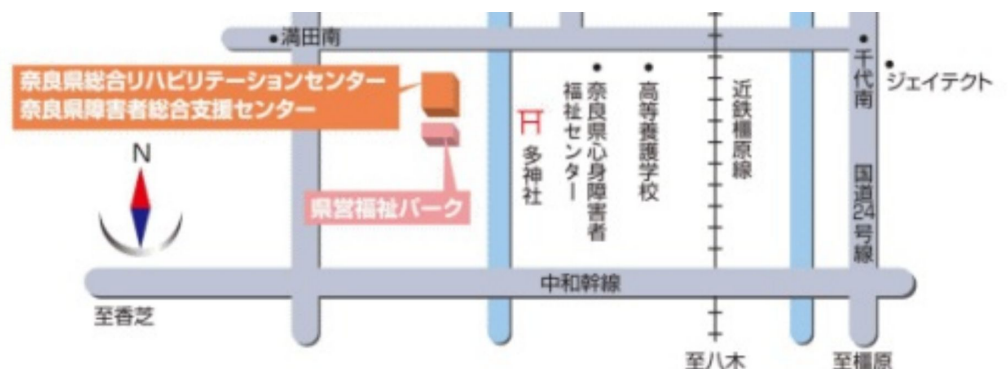 満田南
奈良県総合リハビリテーションセンター
奈良県障害者総合支援センター
県営福祉パーク
N
多神社
奈良県心身障害者
福祉センター
高等養護学校
近鉄橿原線
千代南
ジェイテクト
国道24号線
中和幹線
至香芝
至八木
至橿原